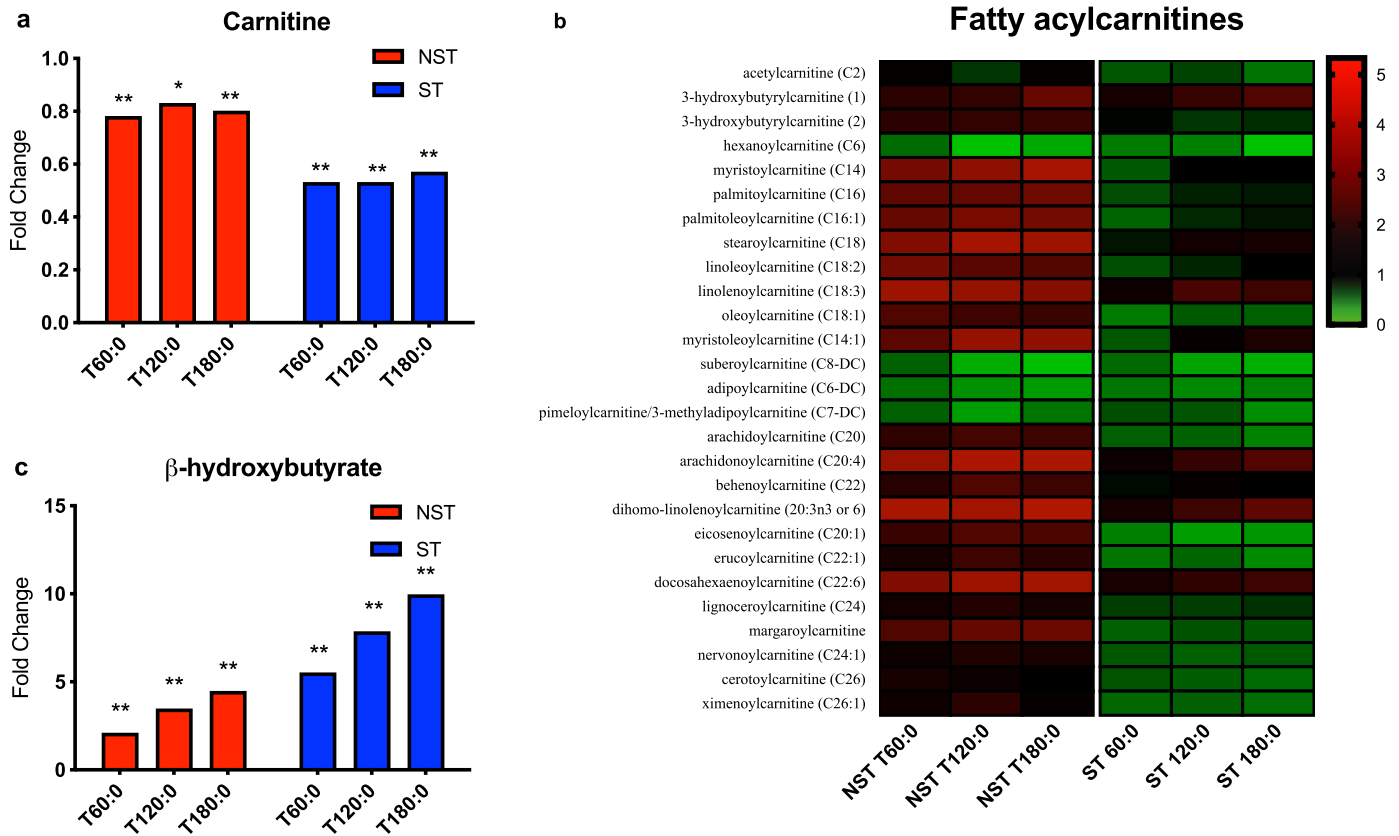 a
Carnitine
NST
ST
Fold Change
1.0
0.8
0.6
0.4
0.2
0.0
**
*
**
**
**
**
T60:0
T120:0
T180:0
T60:0
T120:0
T180:0
b
Fatty acylcarnitines
acetylcarnitine (C2)
3-hydroxybutyrylcarnitine (1)
3-hydroxybutyrylcarnitine (2)
hexanoylcarnitine (C6)
myristoylcarnitine (C14)
palmitoylcarnitine (C16)
palmitoleoylcarnitine (C16:1)
stearoylcarnitine (C18)
linoleoylcarnitine (C18:2)
linolenoylcarnitine (C18:3)
oleoylcarnitine (C18:1)
myristoleoylcarnitine (C14:1)
suberoylcarnitine (C8-DC)
adipoylcarnitine (C6-DC)
pimeloylcarnitine/3-methyladipoylcarnitine (C7-DC)
arachidoylcarnitine (C20)
arachidonoylcarnitine (C20:4)
behenoylcarnitine (C22)
dihomo-linolenoylcarnitine (20:3n3 or 6)
eicosenoylcarnitine (C20:1)
erucoylcarnitine (C22:1)
docosahexaenoylcarnitine (C22:6)
lignoceroylcarnitine (C24)
margaroylcarnitine
nervonoylcarnitine (C24:1)
cerotoylcarnitine (C26)
ximenoylcarnitine (C26:1)
NST T60:0
NST T120:0
NST T180:0
ST 60:0
ST 120:0
ST 180:0
5
4
3
2
1
0
c
β-hydroxybutyrate
NST
ST
Fold Change
15
10
5
0
**
**
**
**
**
**
T60:0
T120:0
T180:0
T60:0
T120:0
T180:0